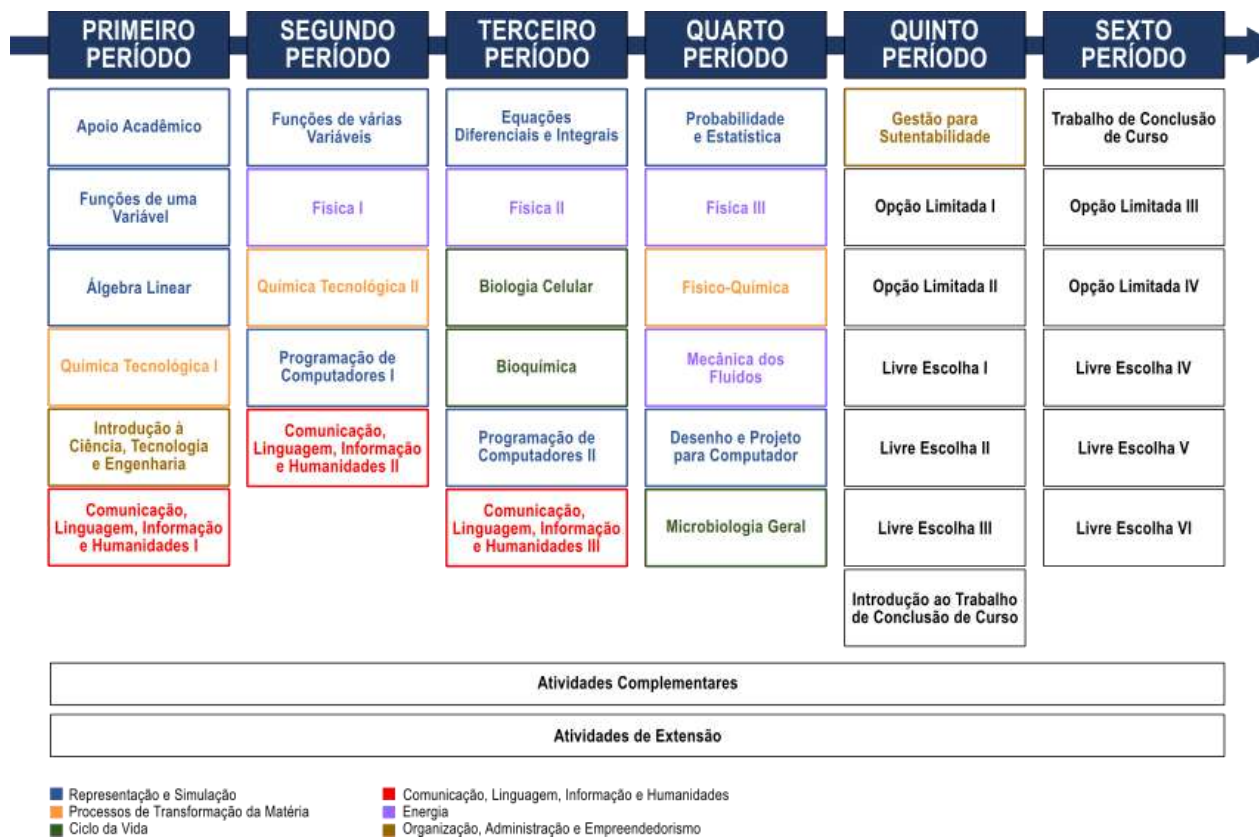 PRIMEIRO
PERÍODO
SEGUNDO
PERÍODO
TERCEIRO
PERÍODO
QUARTO
PERÍODO
QUINTO
PERÍODO
SEXTO
PERÍODO
Apoio Acadêmico
Funções de uma
Variável
Álgebra Linear
Química Tecnológica I
Introdução à
Ciência, Tecnologia
e Engenharia
Comunicação,
Linguagem, Informação
e Humanidades I
Funções de várias
Variáveis
Física I
Química Tecnológica II
Programação de
Computadores I
Comunicação,
Linguagem, Informação
e Humanidades II
Equações
Diferenciais e Integrais
Física II
Biologia Celular
Bioquímica
Programação de
Computadores II
Comunicação,
Linguagem, Informação
e Humanidades III
Probabilidade
e Estatística
Física III
Físico-Química
Mecânica dos
Fluídos
Desenho e Projeto
para Computador
Microbiologia Geral
Gestão para
Sutentabilidade
Opção Limitada I
Opção Limitada II
Livre Escolha I
Livre Escolha II
Livre Escolha III
Introdução ao Trabalho
de Conclusão de Curso
Trabalho de Conclusão
de Curso
Opção Limitada III
Opção Limitada IV
Livre Escolha IV
Livre Escolha V
Livre Escolha VI
Atividades Complementares
Atividades de Extensão
Representação e Simulação
Processos de Transformação da Matéria
Ciclo da Vida
Comunicação, Linguagem, Informação e Humanidades
Energia
Organização, Administração e Empreendedorismo